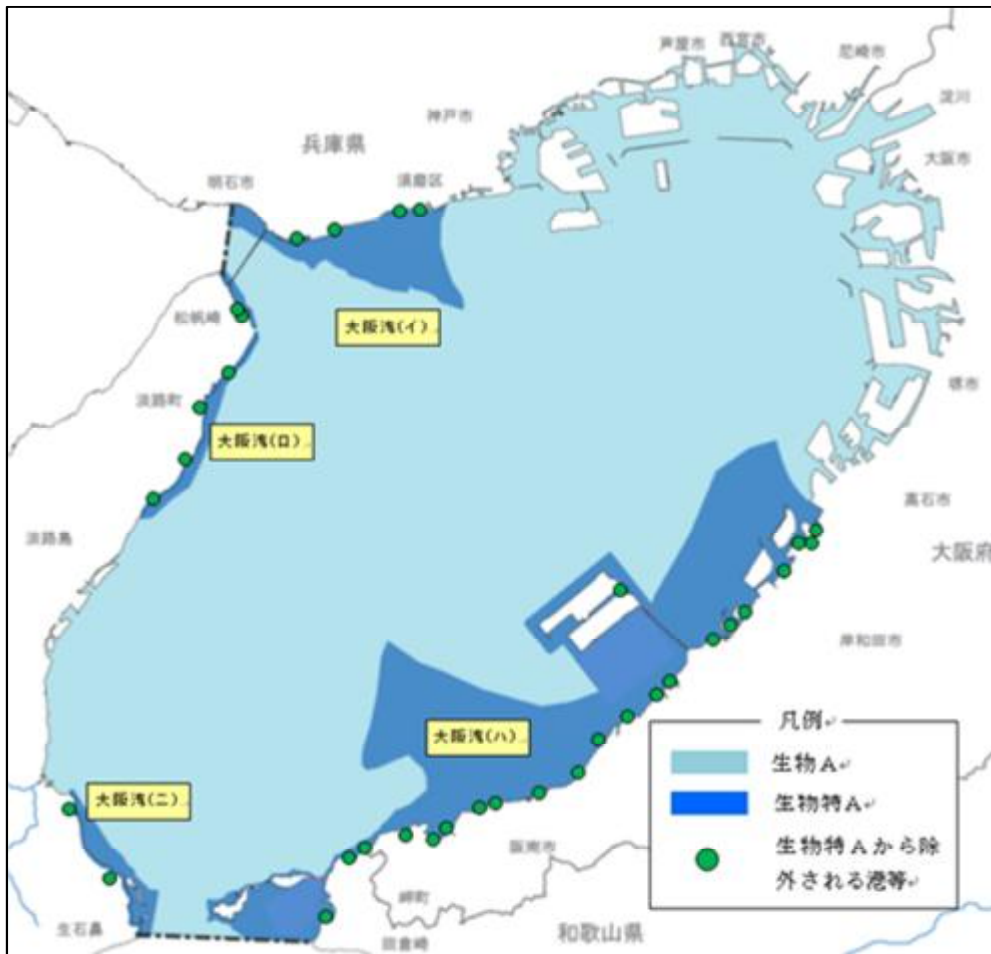 芦屋市
西宮市
尼崎市
淀川
神戸市
兵庫県
大阪市
明石市
須磨区
松帆崎
大阪湾(イ)
淡路町
堺市
大阪湾(ロ)
高石市
淡路島
大阪府
岸和田市
凡例
大阪湾(ハ)
生物A
大阪湾(ニ)
生物特A
生物特Aから除
外される港等
阪南市
岬町
生石鼻
田倉崎
和歌山県